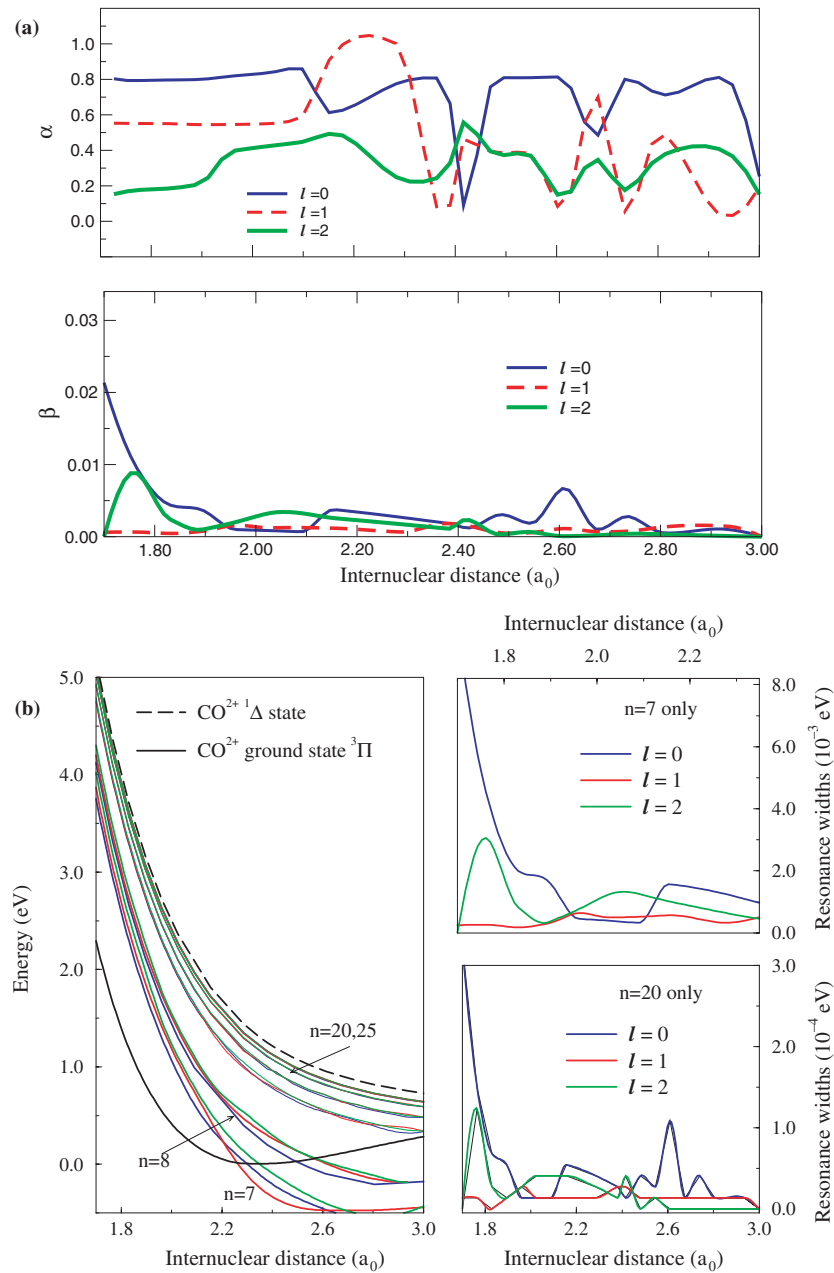 (a)
1.0
0.8
0.6
0.4
0.2
0.0
α
l=0
l=1
l=2
0.03
0.02
0.01
0.00
β
l=0
l=1
l=2
1.80 2.00 2.20 2.40 2.60 2.80 3.00
Internuclear distance (a₀)
(b)
5.0
4.0
3.0
2.0
1.0
0.0
Energy (eV)
CO²⁺ ¹Δ state
CO²⁺ ground state ³Π
n=20,25
n=8
n=7
1.8 2.2 2.6 3.0
Internuclear distance (a₀)
Internuclear distance (a₀)
1.8 2.0 2.2
n=7 only
l = 0
l = 1
l = 2
8.0
6.0
4.0
2.0
0.0
Resonance widths (10⁻³ eV)
n=20 only
l = 0
l = 1
l = 2
3.0
2.0
1.0
0.0
Resonance widths (10⁻⁴ eV)
1.8 2.2 2.6 3.0
Internuclear distance (a₀)